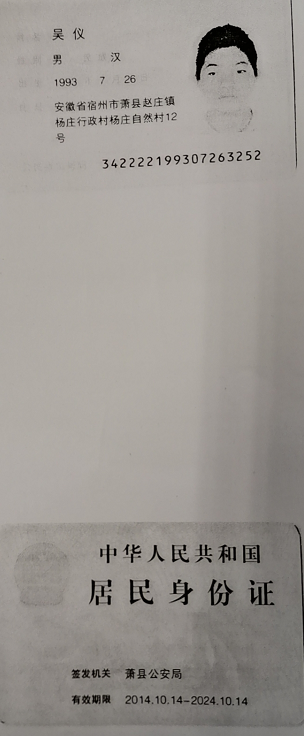 吴仪
男 汉
1993 7 26
安徽省宿州市萧县赵庄镇
杨庄行政村杨庄自然村12
号
342222199307263252
中华人民共和国
居民身份证
签发机关 萧县公安局
有效期限 2014.10.14-2024.10.14